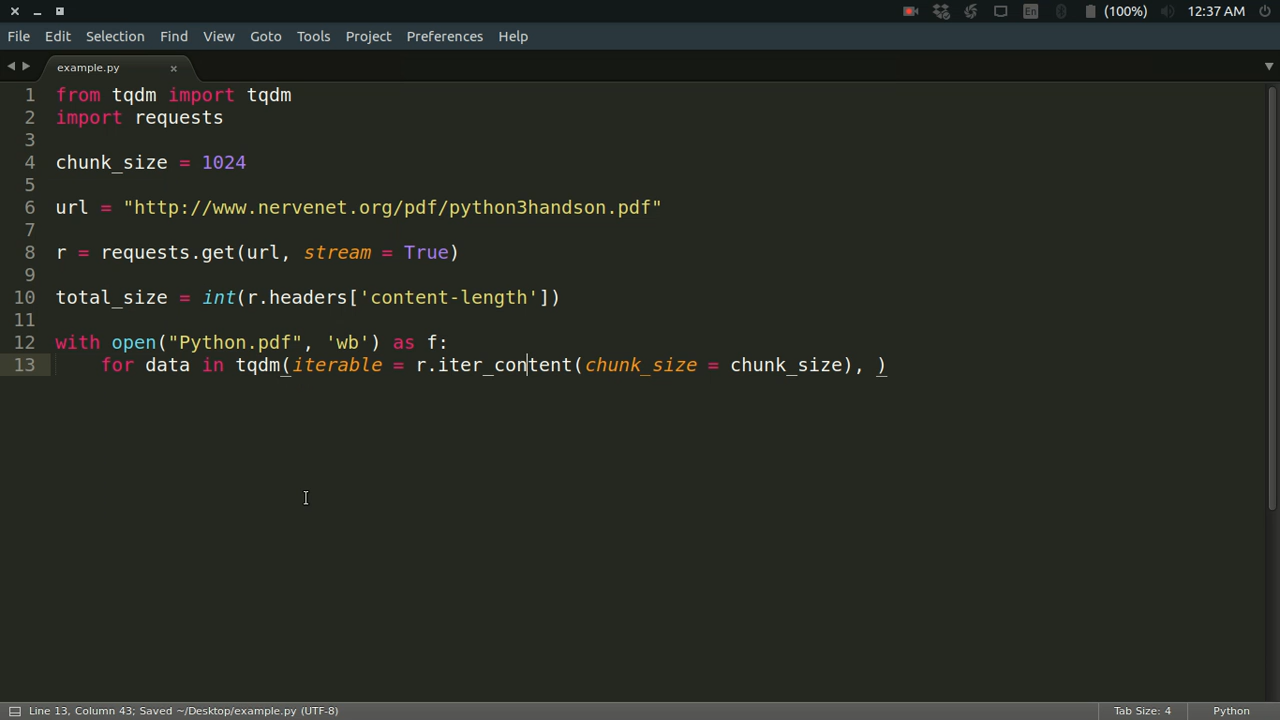 En (100%) 12:37 AM
File Edit Selection Find View Goto Tools Project Preferences Help
example.py
1 from tqdm import tqdm
2 import requests
3
4 chunk_size = 1024
5
6 url = "http://www.nervenet.org/pdf/python3handson.pdf"
7
8 r = requests.get(url, stream = True)
9
10 total_size = int(r.headers['content-length'])
11
12 with open("Python.pdf", 'wb') as f:
13     for data in tqdm(iterable = r.iter_content(chunk_size = chunk_size), )
Line 13, Column 43; Saved ~/Desktop/example.py (UTF-8) Tab Size: 4 Python